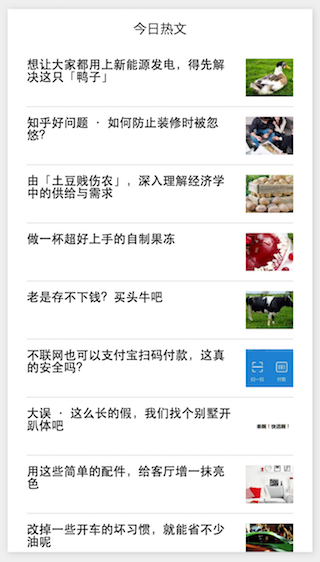 今日热文
想让大家都用上新能源发电，得先解
决这只「鸭子」
知乎好问题 · 如何防止装修时被忽
悠？
由「土豆贱伤农」，深入理解经济学
中的供给与需求
做一杯超好上手的自制果冻
老是存不下钱？买头牛吧
不联网也可以支付宝扫码付款，这真
的安全吗？
扫一扫 付款
大误 · 这么长的假，我们找个别墅开
趴体吧
来啊！快活啊！
用这些简单的配件，给客厅增一抹亮
色
改掉一些开车的坏习惯，就能省不少
油呢